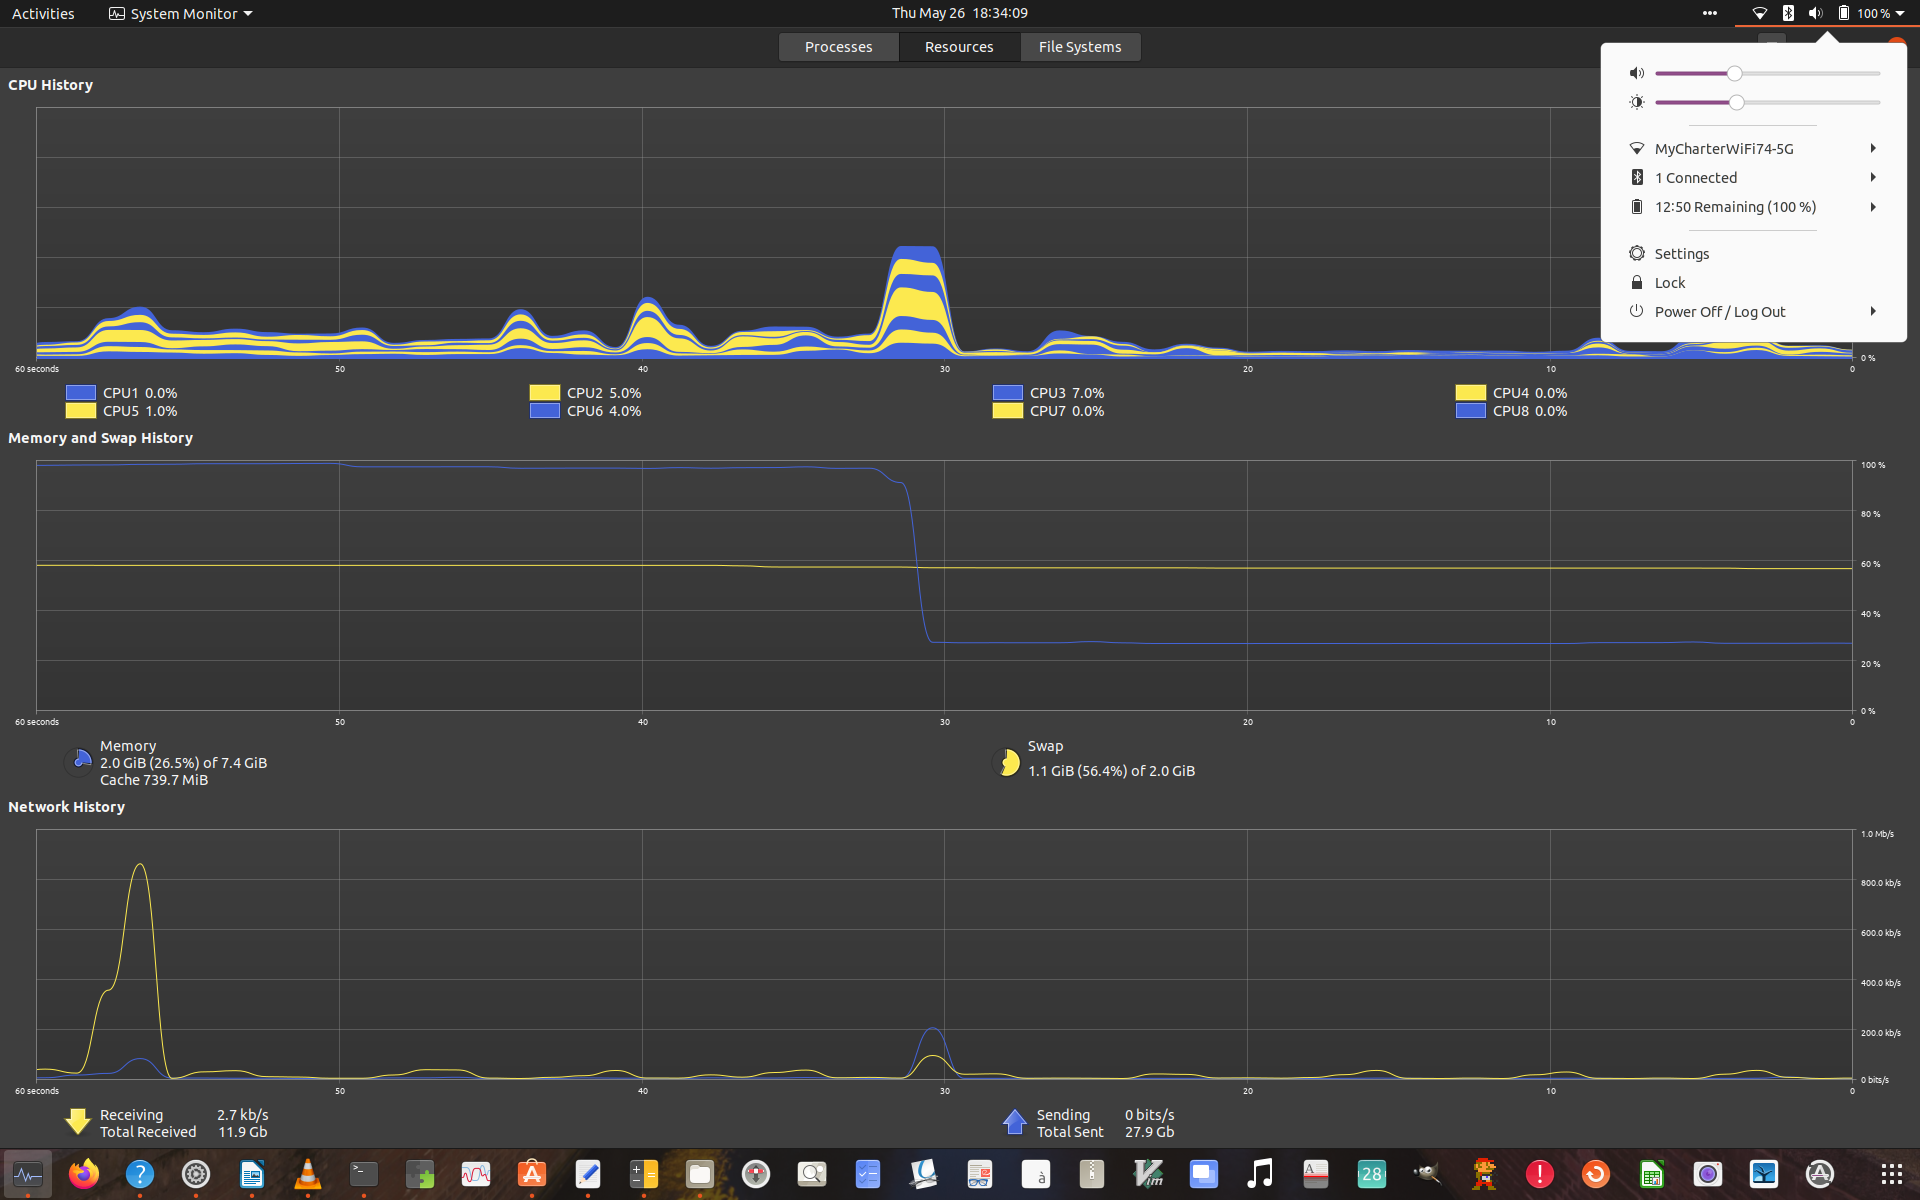 Activities
System Monitor
Thu May 26 18:34:09
100 %
Processes
Resources
File Systems
MyCharterWiFi74-5G
1 Connected
12:50 Remaining (100 %)
Settings
Lock
Power Off / Log Out
CPU History
0 %
60 seconds 50 40 30 20 10 0
CPU1 0.0% CPU2 5.0% CPU3 7.0% CPU4 0.0%
CPU5 1.0% CPU6 4.0% CPU7 0.0% CPU8 0.0%
Memory and Swap History
100 %
80 %
60 %
40 %
20 %
0 %
60 seconds 50 40 30 20 10 0
Memory
2.0 GiB (26.5%) of 7.4 GiB
Cache 739.7 MiB
Swap
1.1 GiB (56.4%) of 2.0 GiB
Network History
1.0 Mb/s
800.0 kb/s
600.0 kb/s
400.0 kb/s
200.0 kb/s
0 bits/s
60 seconds 50 40 30 20 10 0
Receiving 2.7 kb/s
Total Received 11.9 Gb
Sending 0 bits/s
Total Sent 27.9 Gb
?
>_
à
A
Vim
28
!